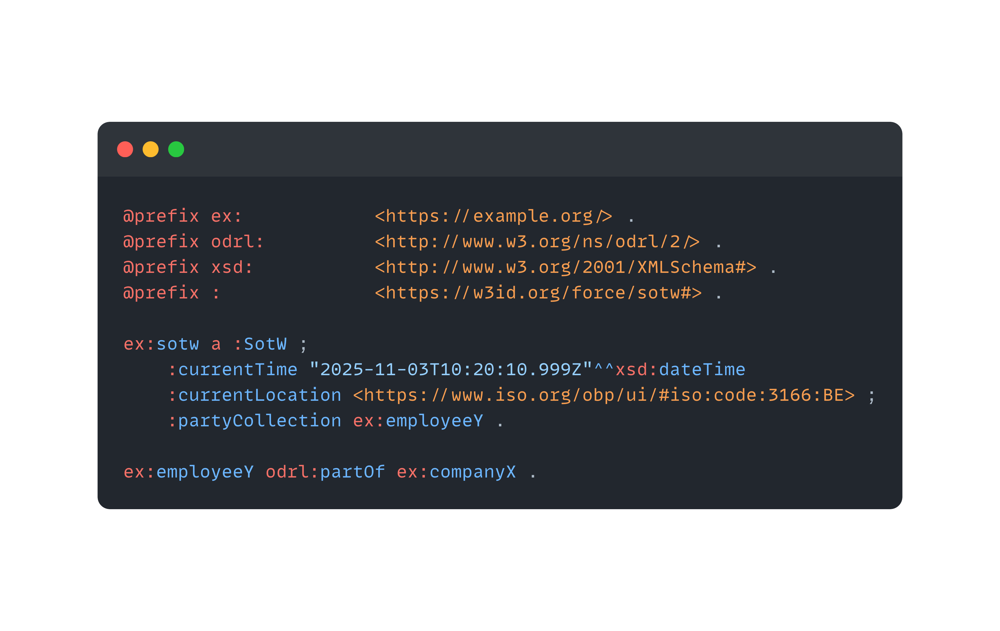 @prefix ex:            <https://example.org/> .
@prefix odrl:          <http://www.w3.org/ns/odrl/2/> .
@prefix xsd:           <http://www.w3.org/2001/XMLSchema#> .
@prefix :              <https://w3id.org/force/sotw#> .

ex:sotw a :SotW ;
    :currentTime "2025-11-03T10:20:10.999Z"^^xsd:dateTime
    :currentLocation <https://www.iso.org/obp/ui/#iso:code:3166:BE> ;
    :partyCollection ex:employeeY .

ex:employeeY odrl:partOf ex:companyX .